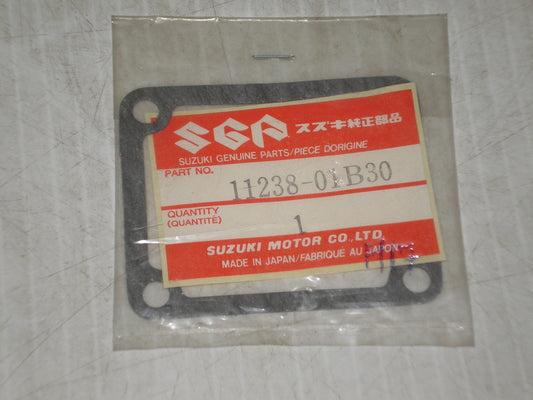 SGP スズキ純正部品
SUZUKI GENUINE PARTS/PIECE DORIGINE
PART NO.
11238-01B30
QUANTITY
(QUANTITÉ)
1
SUZUKI MOTOR CO., LTD.
MADE IN JAPAN/FABRIQUÉ AU JAPON